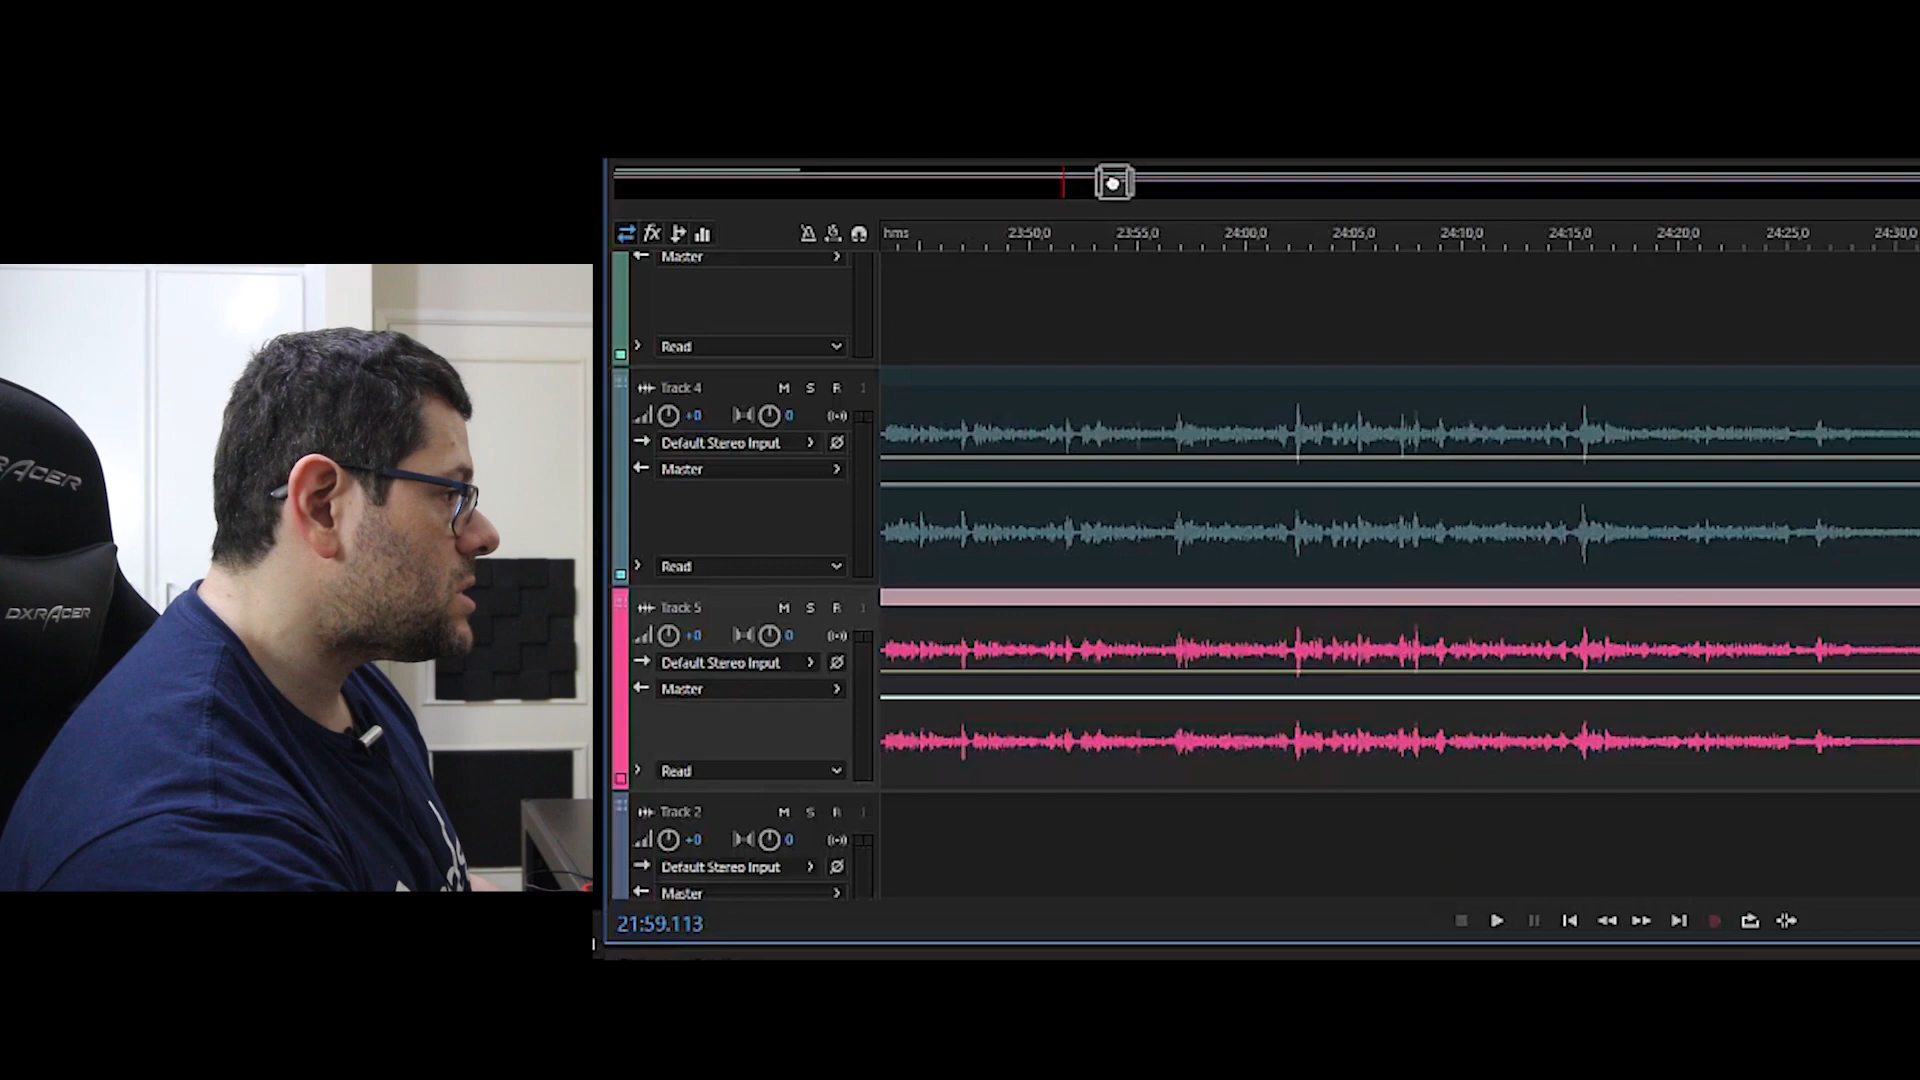 fx
hms 23:50,0 23:55,0 24:00,0 24:05,0 24:10,0 24:15,0 24:20,0 24:25,0 24:30,0
Master
Read
Track 4 M S R I
+0 0
Default Stereo Input
Master
Read
Track 5 M S R I
+0 0
Default Stereo Input
Master
Read
Track 2 M S R I
+0 0
Default Stereo Input
Master
21:59.113
RACER
DXRACER